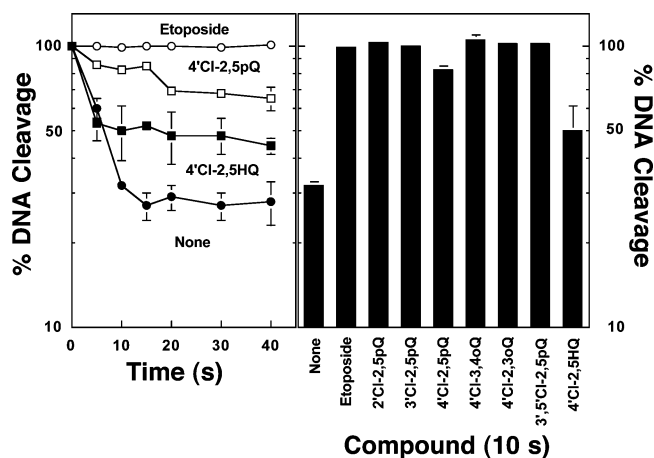 Etoposide
4'Cl-2,5pQ
4'Cl-2,5HQ
None
100
50
10
% DNA Cleavage
0
10
20
30
40
Time (s)
100
50
10
% DNA Cleavage
None
Etoposide
2'Cl-2,5pQ
3'Cl-2,5pQ
4'Cl-2,5pQ
4'Cl-3,4oQ
4'Cl-2,3oQ
3',5'Cl-2,5pQ
4'Cl-2,5HQ
Compound (10 s)